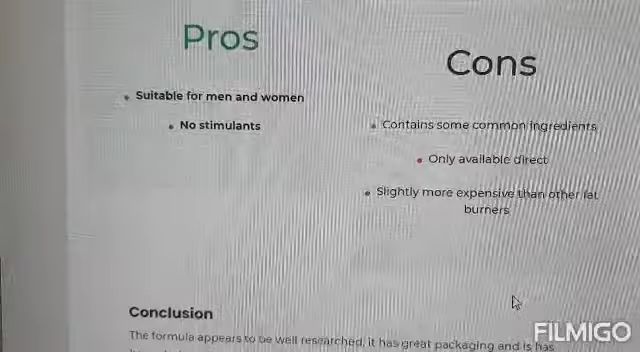 Pros
Suitable for men and women
No stimulants
Cons
Contains some common ingredients
Only available direct
Slightly more expensive than other fat
burners
Conclusion
The formula appears to be well researched, it has great packaging and is has
FILMIGO